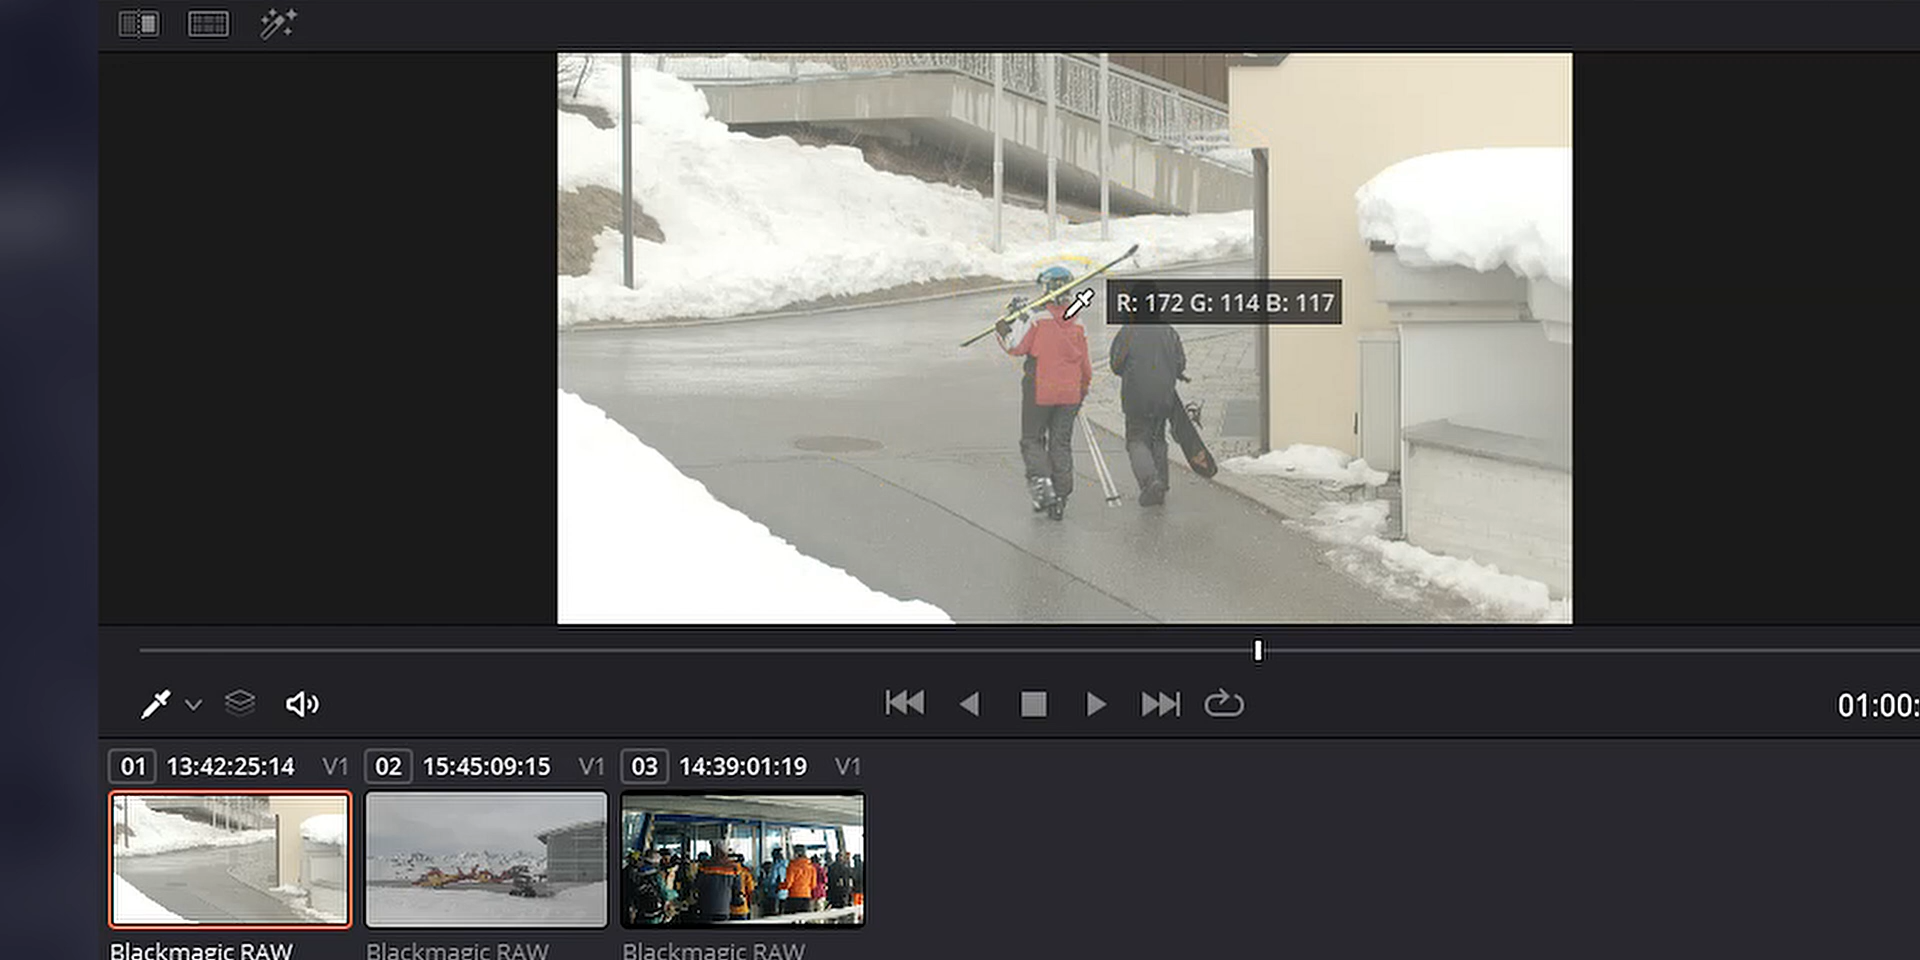 R: 172 G: 114 B: 117
01:00:
01 13:42:25:14 V1 02 15:45:09:15 V1 03 14:39:01:19 V1
Blackmagic RAW Blackmagic RAW Blackmagic RAW